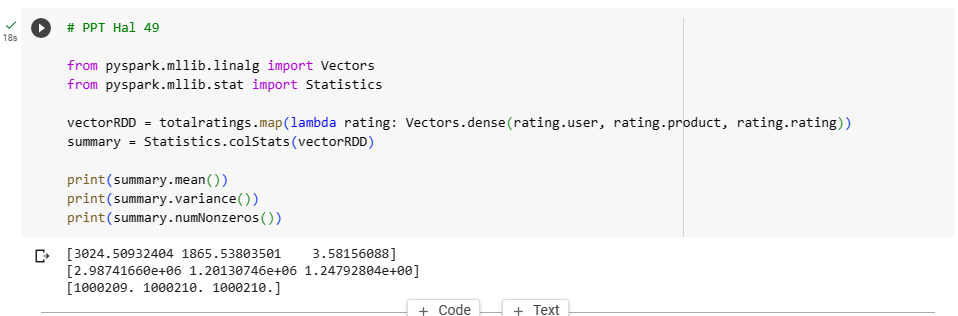 18s
# PPT Hal 49
from pyspark.mllib.linalg import Vectors
from pyspark.mllib.stat import Statistics
vectorRDD = totalratings.map(lambda rating: Vectors.dense(rating.user, rating.product, rating.rating))
summary = Statistics.colStats(vectorRDD)
print(summary.mean())
print(summary.variance())
print(summary.numNonzeros())
[3024.50932404 1865.53803501    3.58156088]
[2.98741660e+06 1.20130746e+06 1.24792804e+00]
[1000209. 1000210. 1000210.]
+ Code + Text